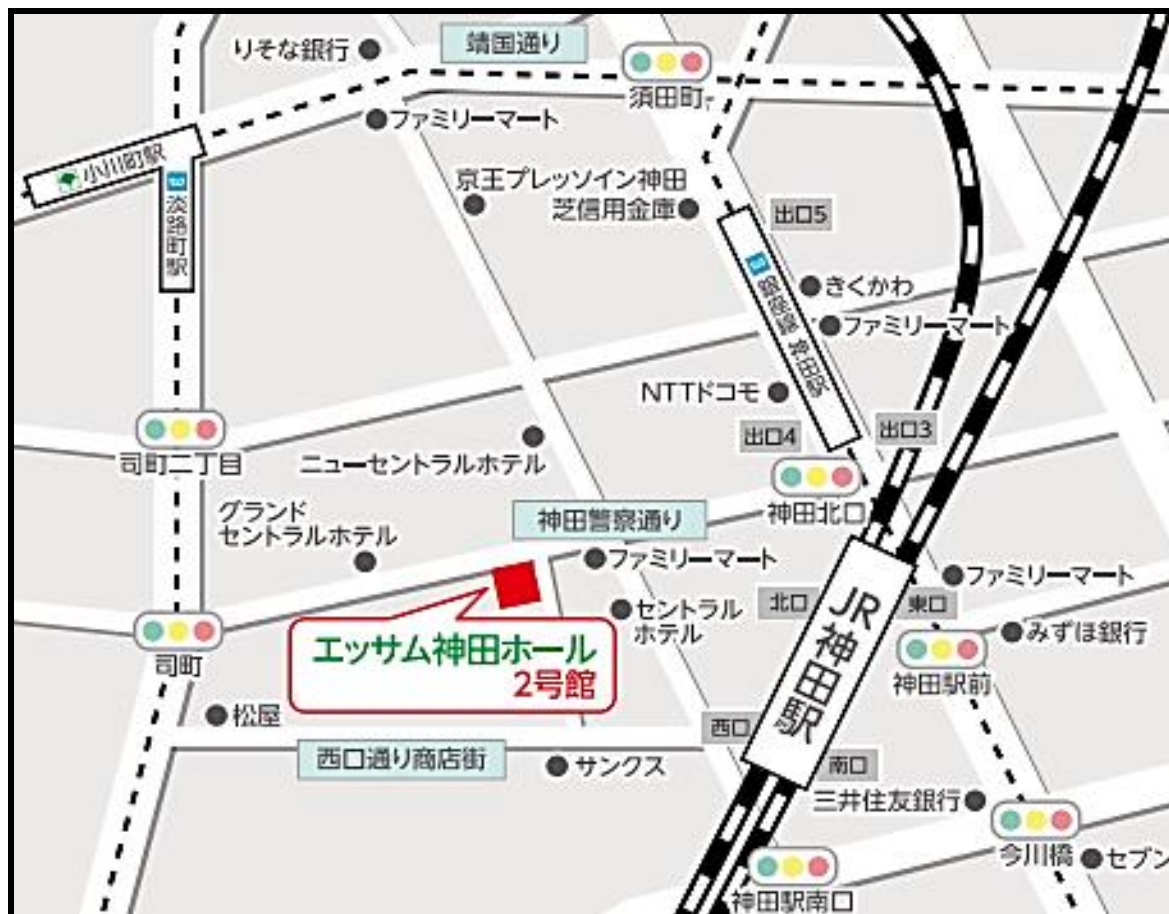 靖国通り
りそな銀行
須田町
ファミリーマート
小川町駅
淡路町駅
京王プレッソイン神田
芝信用金庫
出口5
きくかわ
ファミリーマート
銀座線 神田駅
NTTドコモ
出口4
出口3
司町二丁目
ニューセントラルホテル
神田北口
グランド
セントラルホテル
神田警察通り
ファミリーマート
ファミリーマート
北口
東口
JR神田駅
セントラル
ホテル
みずほ銀行
エッサム神田ホール
2号館
司町
神田駅前
松屋
西口
西口通り商店街
サンクス
南口
三井住友銀行
今川橋
セブン
神田駅南口